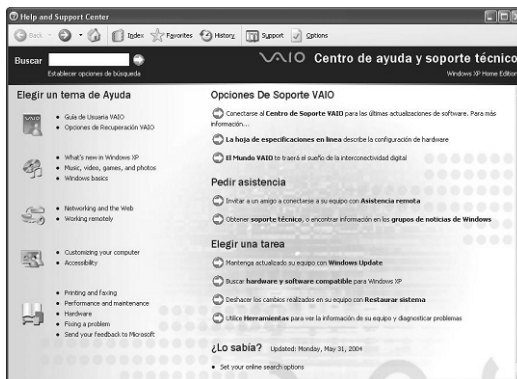 Help and Support Center
Back Index Favorites History Support Options
Buscar
Establecer opciones de búsqueda
VAIO Centro de ayuda y soporte técnico
Windows XP Home Edition
Elegir un tema de Ayuda
VAIO
• Guía de Usuario VAIO
• Opciones de Recuperación VAIO
• What's new in Windows XP
• Music, video, games, and photos
• Windows basics
• Networking and the Web
• Working remotely
• Customizing your computer
• Accessibility
• Printing and faxing
• Performance and maintenance
• Hardware
• Fixing a problem
• Send your feedback to Microsoft
Opciones De Soporte VAIO
Conectarse al Centro de Soporte VAIO para las últimas actualizaciones de software. Para más
información...
La hoja de especificaciones en línea describe la configuración de hardware
El Mundo VAIO te traerá el sueño de la interconectividad digital
Pedir asistencia
Invitar a un amigo a conectarse a su equipo con Asistencia remota
Obtener soporte técnico, o encontrar información en los grupos de noticias de Windows
Elegir una tarea
Mantenga actualizado su equipo con Windows Update
Buscar hardware y software compatible para Windows XP
Deshacer los cambios realizados en su equipo con Restaurar sistema
Utilice Herramientas para ver la información de su equipo y diagnosticar problemas
¿Lo sabía? Updated: Monday, May 31, 2004
• Set your online search options